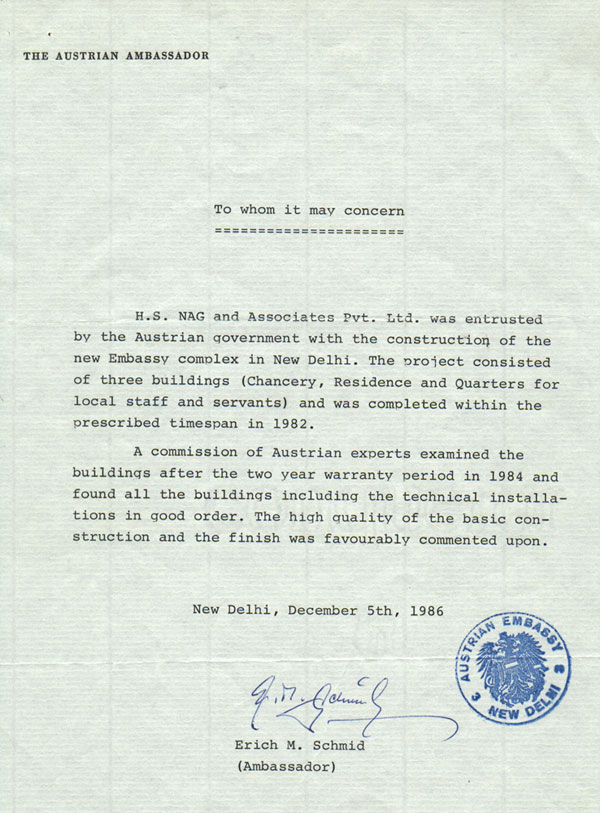 THE AUSTRIAN AMBASSADOR
To whom it may concern
======================
H.S. NAG and Associates Pvt. Ltd. was entrusted
by the Austrian government with the construction of the
new Embassy complex in New Delhi. The project consisted
of three buildings (Chancery, Residence and Quarters for
local staff and servants) and was completed within the
prescribed timespan in 1982.
A commission of Austrian experts examined the
buildings after the two year warranty period in 1984 and
found all the buildings including the technical installa-
tions in good order. The high quality of the basic con-
struction and the finish was favourably commented upon.
New Delhi, December 5th, 1986
AUSTRIAN EMBASSY
3 NEW DELHI 3
E. M. Schmid
Erich M. Schmid
(Ambassador)